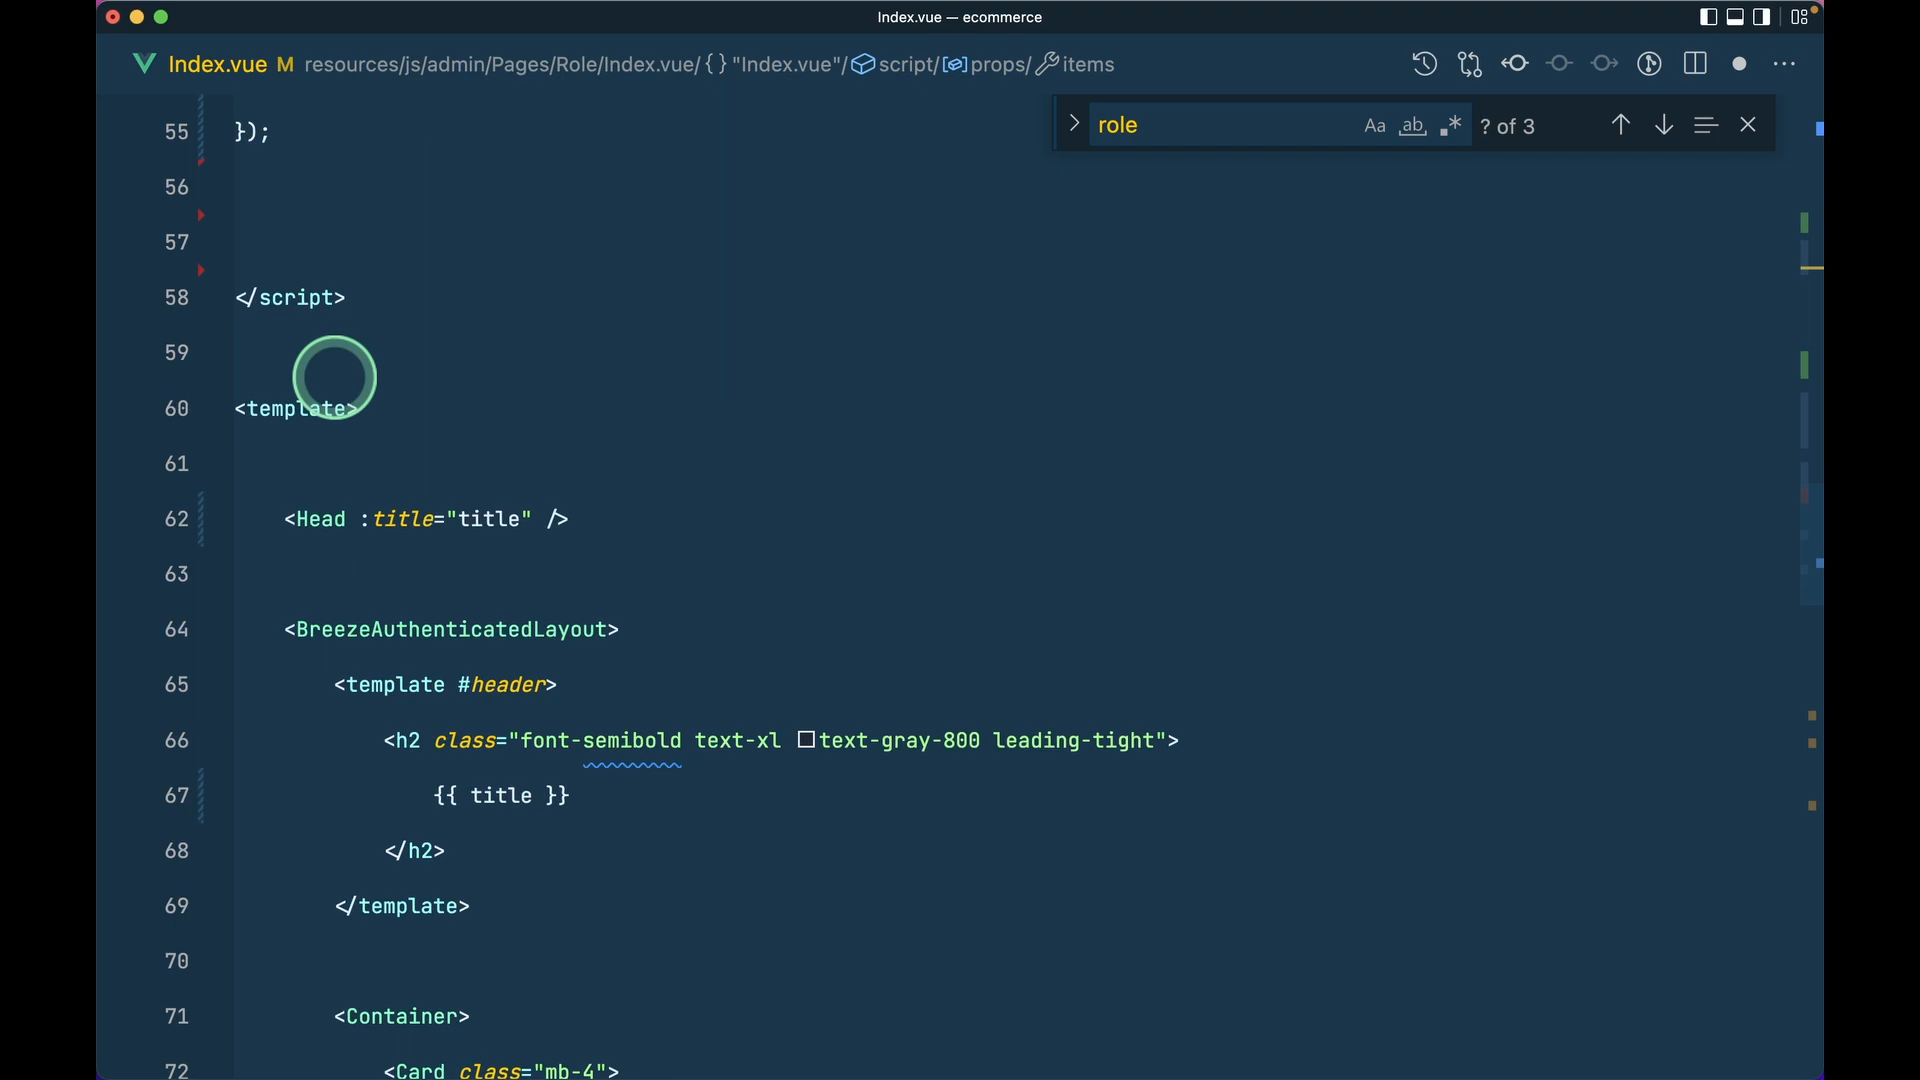 Index.vue — ecommerce
Index.vue M resources/js/admin/Pages/Role/Index.vue/{ } "Index.vue"/script/props/items
role Aa ab .* ? of 3
55 });
56
57
58 </script>
59
60 <template>
61
62 <Head :title="title" />
63
64 <BreezeAuthenticatedLayout>
65 <template #header>
66 <h2 class="font-semibold text-xl text-gray-800 leading-tight">
67 {{ title }}
68 </h2>
69 </template>
70
71 <Container>
72 <Card class="mb-4">